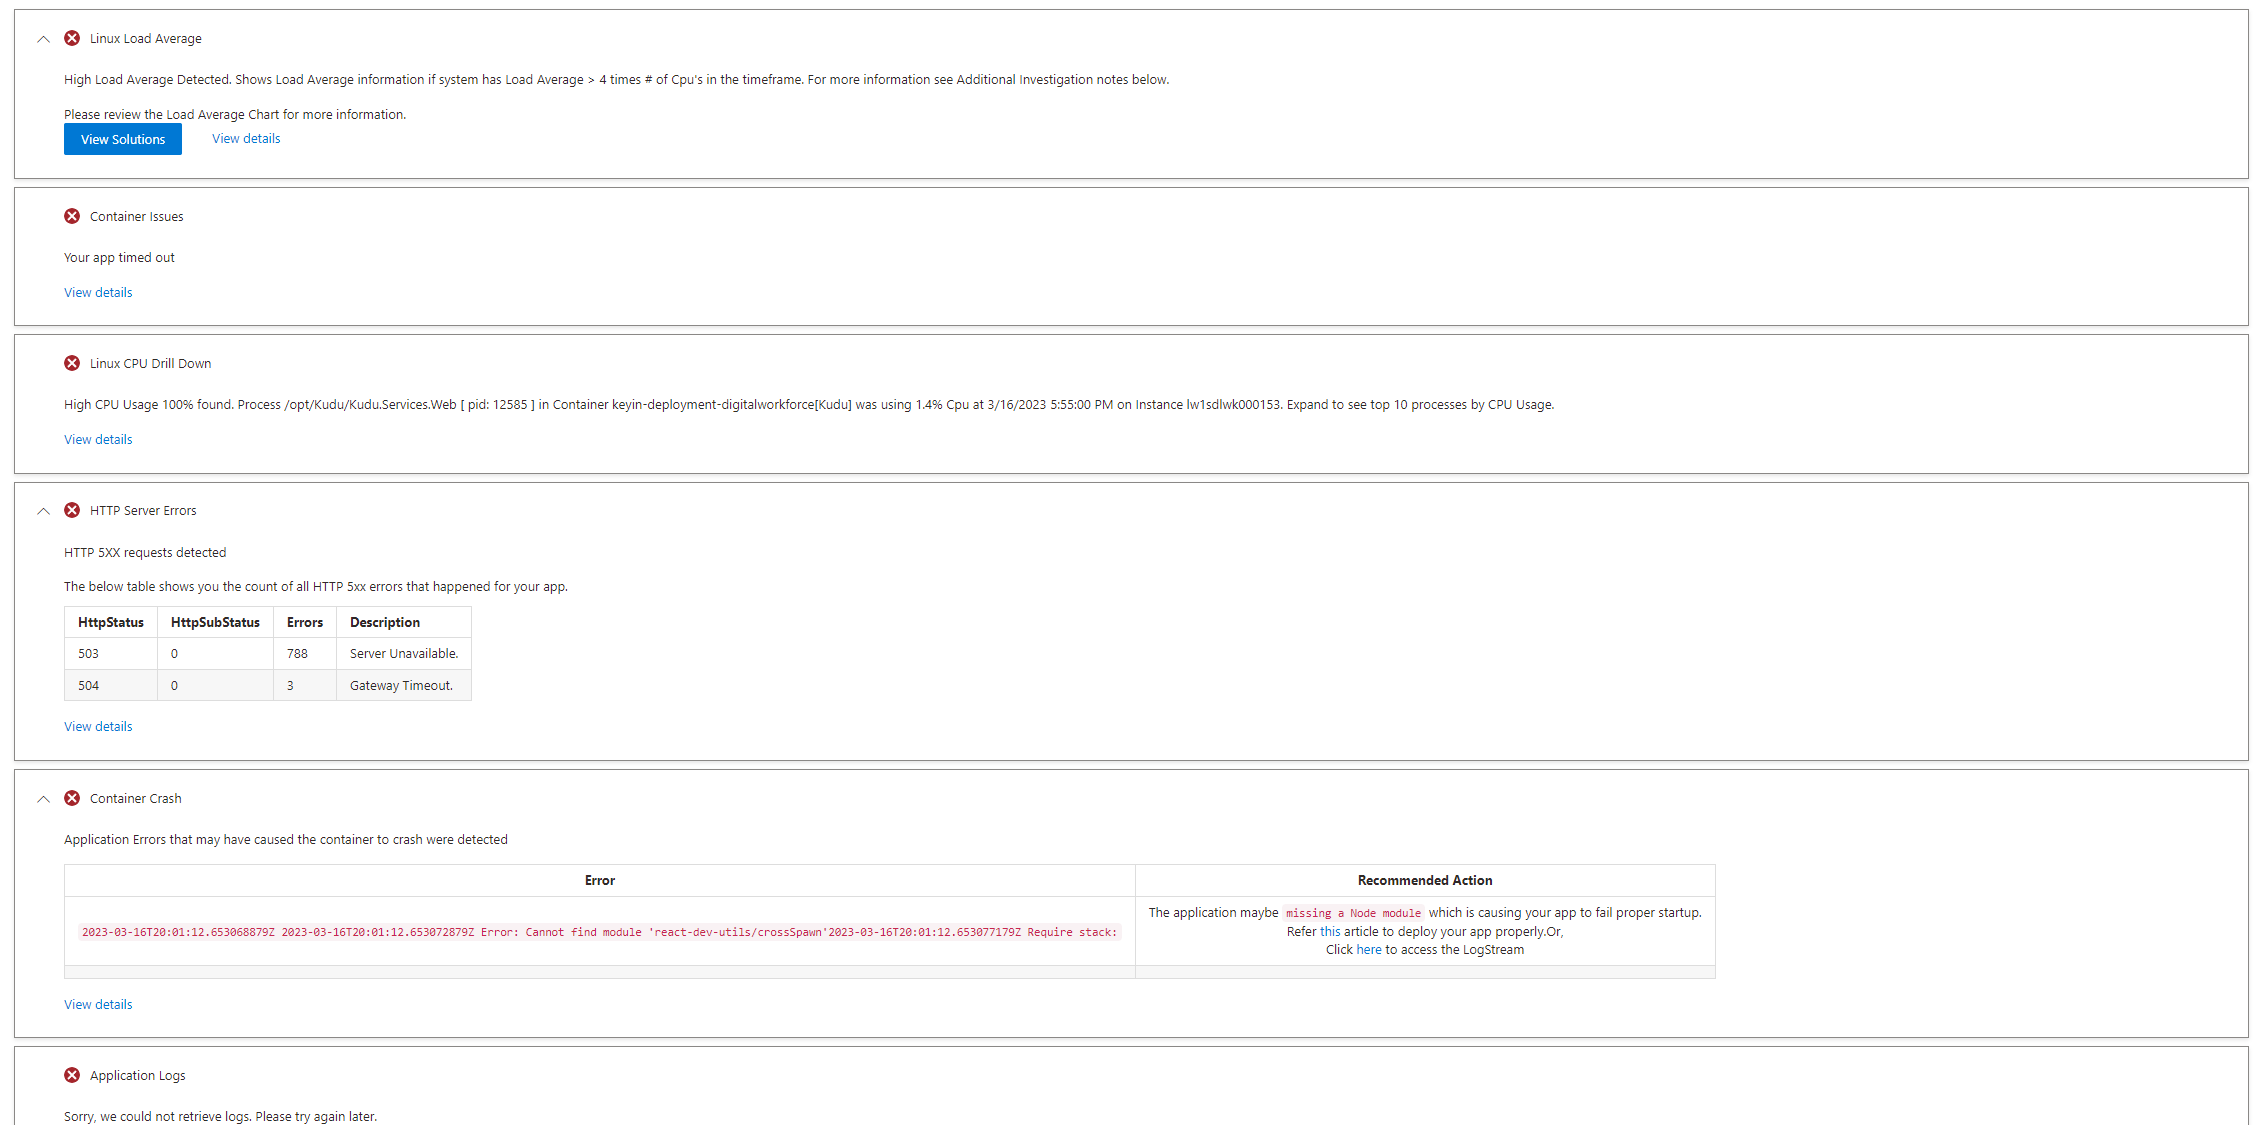 Linux Load Average
High Load Average Detected. Shows Load Average information if system has Load Average > 4 times # of Cpu's in the timeframe. For more information see Additional Investigation notes below.
Please review the Load Average Chart for more information.
View Solutions View details
Container Issues
Your app timed out
View details
Linux CPU Drill Down
High CPU Usage 100% found. Process /opt/Kudu/Kudu.Services.Web [ pid: 12585 ] in Container keyin-deployment-digitalworkforce[Kudu] was using 1.4% Cpu at 3/16/2023 5:55:00 PM on Instance lw1sdlwk000153. Expand to see top 10 processes by CPU Usage.
View details
HTTP Server Errors
HTTP 5XX requests detected
The below table shows you the count of all HTTP 5xx errors that happened for your app.
HttpStatus HttpSubStatus Errors Description
503 0 788 Server Unavailable.
504 0 3 Gateway Timeout.
View details
Container Crash
Application Errors that may have caused the container to crash were detected
Error Recommended Action
2023-03-16T20:01:12.653068879Z 2023-03-16T20:01:12.653072879Z Error: Cannot find module 'react-dev-utils/crossSpawn'2023-03-16T20:01:12.653077179Z Require stack:
The application maybe missing a Node module which is causing your app to fail proper startup.
Refer this article to deploy your app properly.Or,
Click here to access the LogStream
View details
Application Logs
Sorry, we could not retrieve logs. Please try again later.